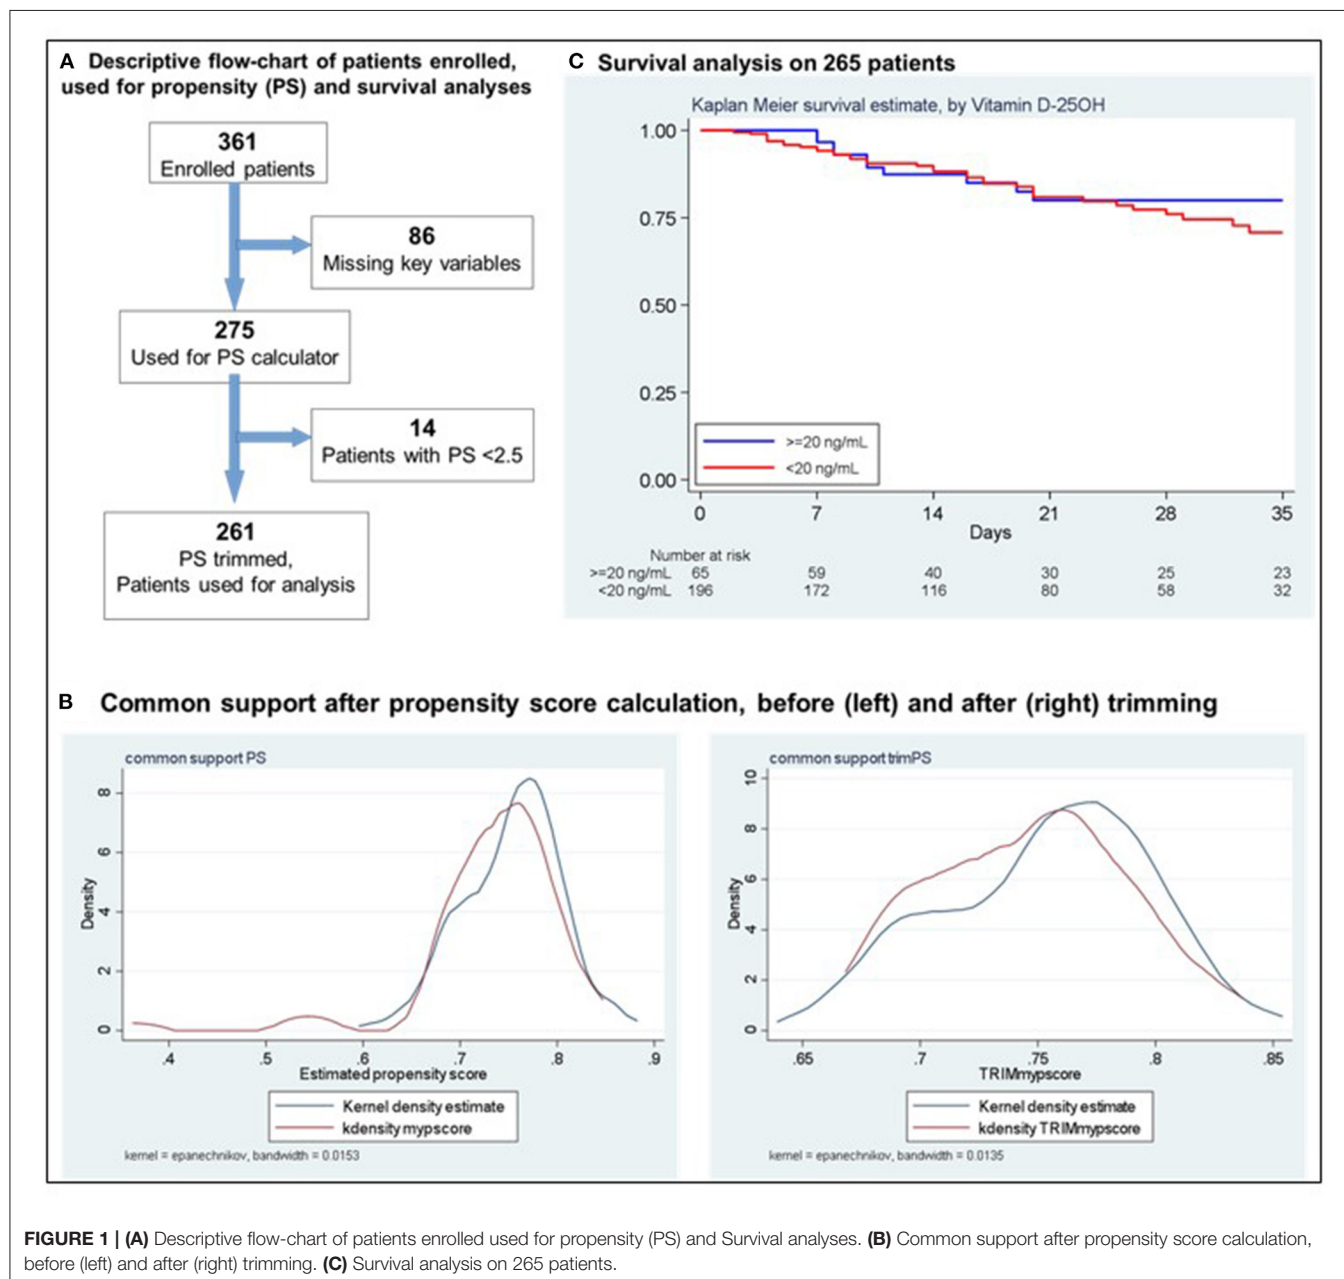 A Descriptive flow-chart of patients enrolled,
used for propensity (PS) and survival analyses
361
Enrolled patients
86
Missing key variables
275
Used for PS calculator
14
Patients with PS <2.5
261
PS trimmed,
Patients used for analysis
C Survival analysis on 265 patients
Kaplan Meier survival estimate, by Vitamin D-25OH
1.00
0.75
0.50
0.25
0.00
>=20 ng/mL
<20 ng/mL
0 7 14 21 28 35
Days
Number at risk
>=20 ng/mL 65 59 40 30 25 23
<20 ng/mL 196 172 116 80 58 32
B Common support after propensity score calculation, before (left) and after (right) trimming
common support PS
Density
8
6
4
2
0
.4 .5 .6 .7 .8 .9
Estimated propensity score
Kernel density estimate
kdensity mypscore
kernel = epanechnikov, bandwidth = 0.0153
common support trimPS
Density
10
8
6
4
2
0
.65 .7 .75 .8 .85
TRIMmypscore
Kernel density estimate
kdensity TRIMmypscore
kernel = epanechnikov, bandwidth = 0.0135
FIGURE 1 | (A) Descriptive flow-chart of patients enrolled used for propensity (PS) and Survival analyses. (B) Common support after propensity score calculation,
before (left) and after (right) trimming. (C) Survival analysis on 265 patients.